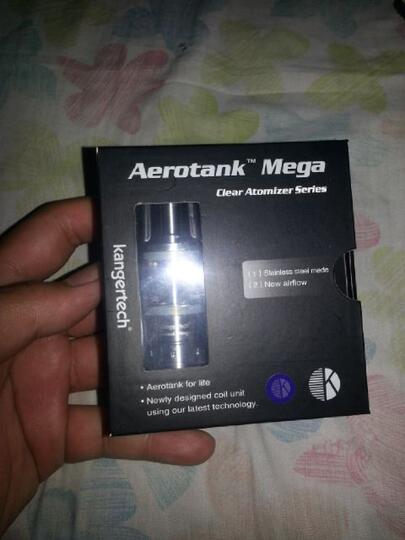 Aerotank™ Mega
Clear Atomizer Series
kangertech®
[1] Stainless steel made
[2] New airflow
• Aerotank for life
• Newly designed coil unit
using our latest technology.
K